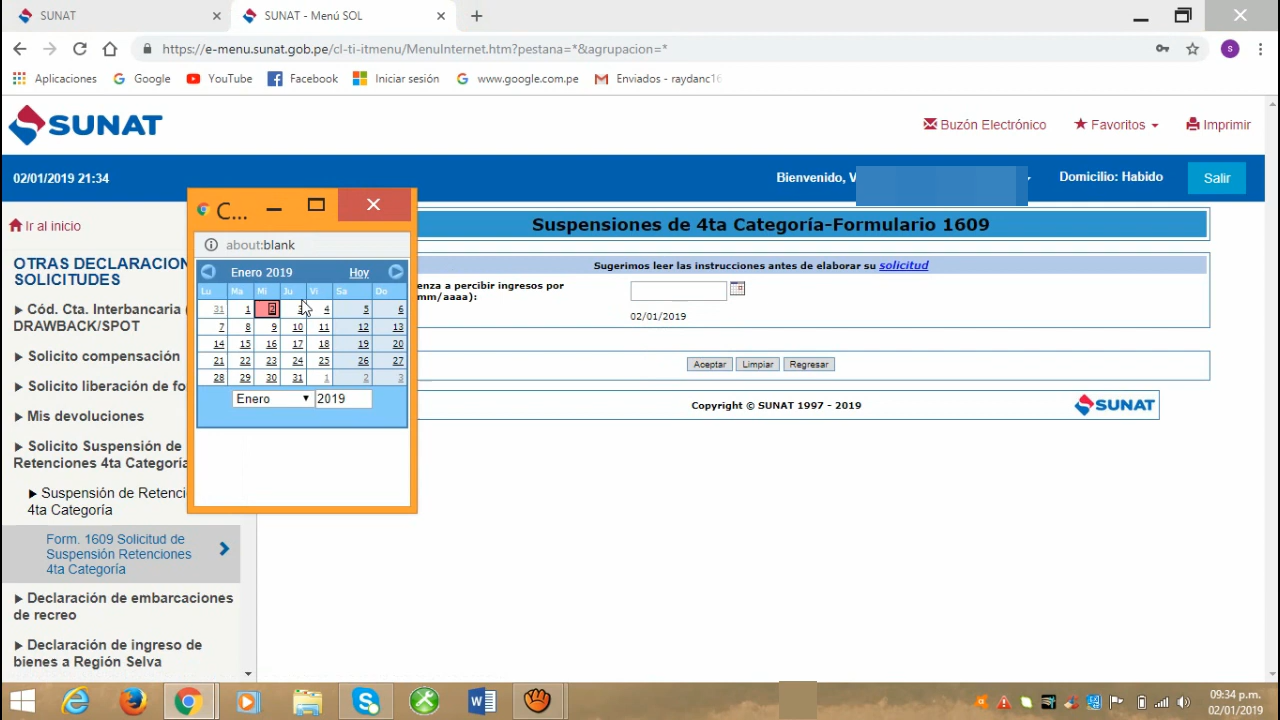 SUNAT
SUNAT - Menú SOL
https://e-menu.sunat.gob.pe/cl-ti-itmenu/MenuInternet.htm?pestana=*&agrupacion=*
s
Aplicaciones
Google
YouTube
Facebook
Iniciar sesión
www.google.com.pe
Enviados - raydanc16
SUNAT
Buzón Electrónico
Favoritos
Imprimir
02/01/2019 21:34
Bienvenido, V
Domicilio: Habido
Salir
Ir al inicio
OTRAS DECLARACION
SOLICITUDES
Cód. Cta. Interbancaria (
DRAWBACK/SPOT
Solicito compensación
Solicito liberación de fo
Mis devoluciones
Solicito Suspensión de
Retenciones 4ta Categoría
Suspensión de Retenci
4ta Categoría
Form. 1609 Solicitud de
Suspensión Retenciones
4ta Categoría
Declaración de embarcaciones
de recreo
Declaración de ingreso de
bienes a Región Selva
C...
about:blank
Enero 2019 Hoy
Lu Ma Mi Ju Vi Sa Do
31 1 2 3 4 5 6
7 8 9 10 11 12 13
14 15 16 17 18 19 20
21 22 23 24 25 26 27
28 29 30 31 1 2 3
Enero 2019
Suspensiones de 4ta Categoría-Formulario 1609
Sugerimos leer las instrucciones antes de elaborar su solicitud
enza a percibir ingresos por
mm/aaaa):
02/01/2019
Aceptar Limpiar Regresar
Copyright © SUNAT 1997 - 2019
SUNAT
09:34 p.m.
02/01/2019